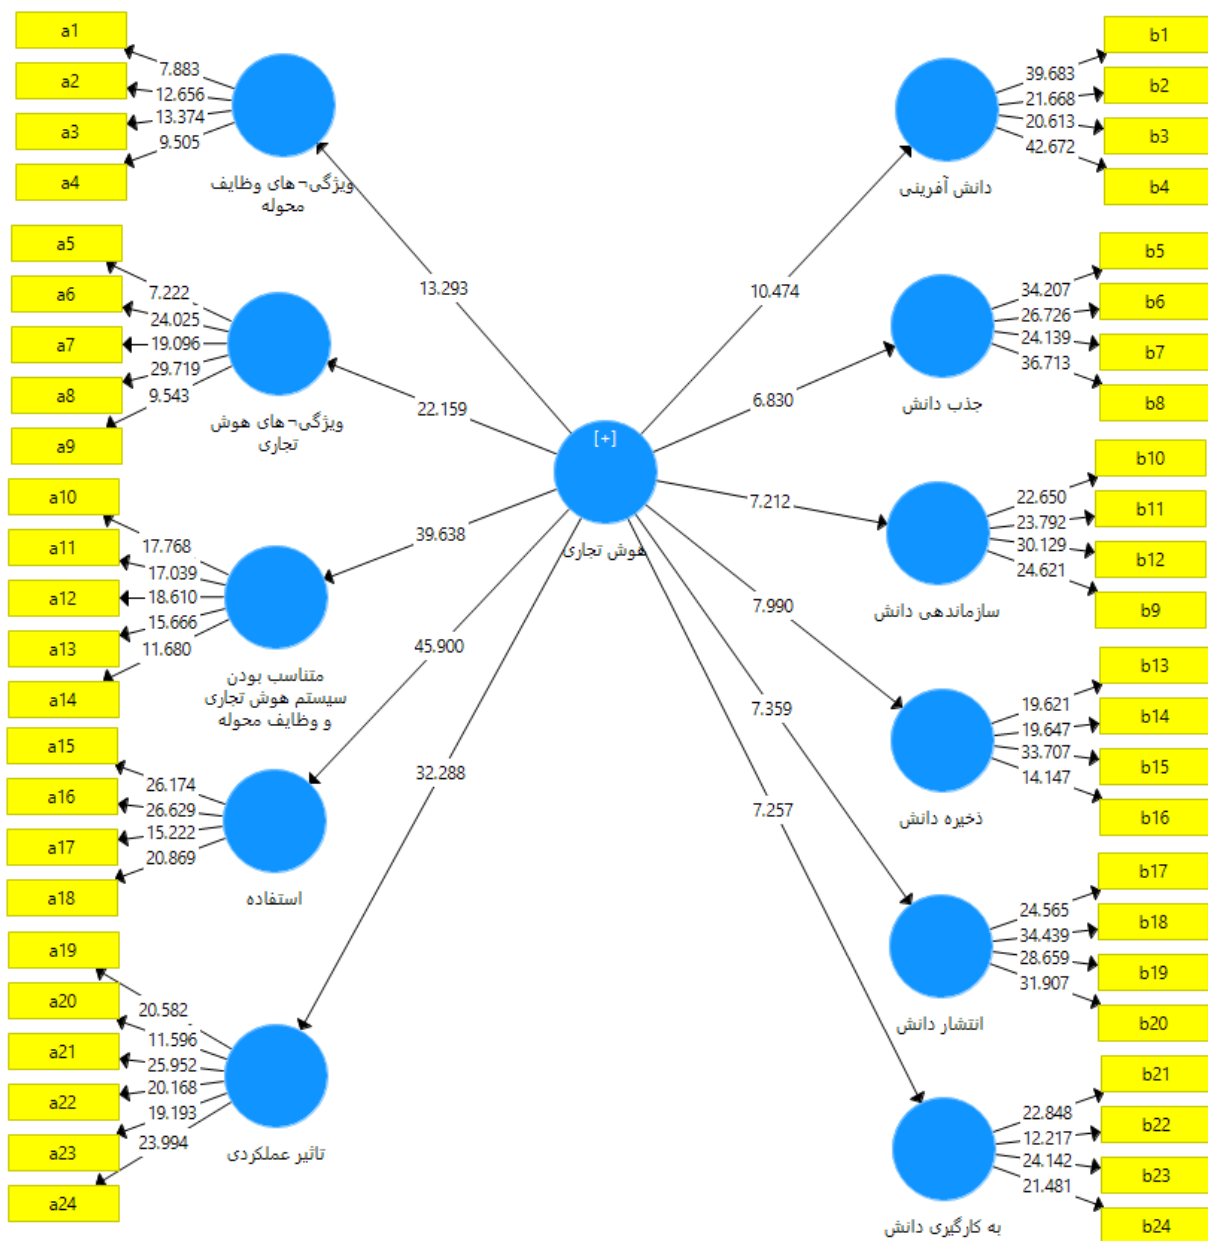 a1
a2
a3
a4
7.883
12.656
13.374
9.505
ویژگی¬های وظایف
محوله
a5
a6
a7
a8
a9
7.222
24.025
19.096
29.719
9.543
ویژگی¬های هوش
تجاری
a10
a11
a12
a13
a14
17.768
17.039
18.610
15.666
11.680
متناسب بودن
سیستم هوش تجاری
و وظایف محوله
a15
a16
a17
a18
26.174
26.629
15.222
20.869
استفاده
a19
a20
a21
a22
a23
a24
20.582
11.596
25.952
20.168
19.193
23.994
تاثیر عملکردی
13.293
22.159
39.638
45.900
32.288
[+]
هوش تجاری
10.474
6.830
7.212
7.990
7.359
7.257
b1
b2
b3
b4
39.683
21.668
20.613
42.672
دانش آفرینی
b5
b6
b7
b8
34.207
26.726
24.139
36.713
جذب دانش
b10
b11
b12
b9
22.650
23.792
30.129
24.621
سازماندهی دانش
b13
b14
b15
b16
19.621
19.647
33.707
14.147
ذخیره دانش
b17
b18
b19
b20
24.565
34.439
28.659
31.907
انتشار دانش
b21
b22
b23
b24
22.848
12.217
24.142
21.481
به کارگیری دانش